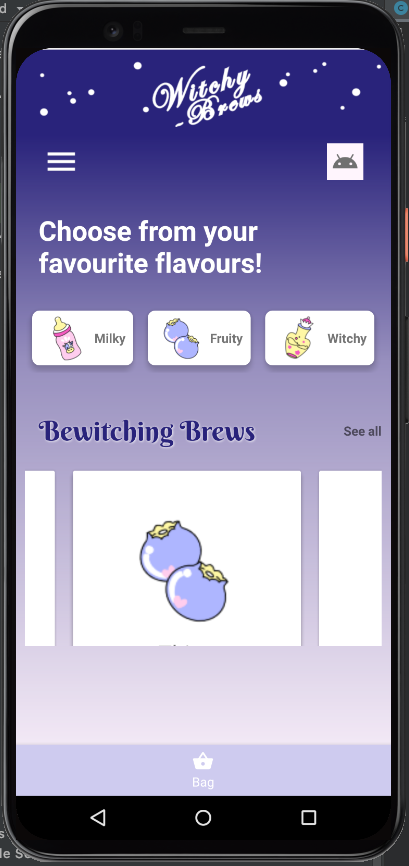 Witchy
-Brews
Choose from your
favourite flavours!
Milky
Fruity
Witchy
Bewitching Brews
See all
Bag